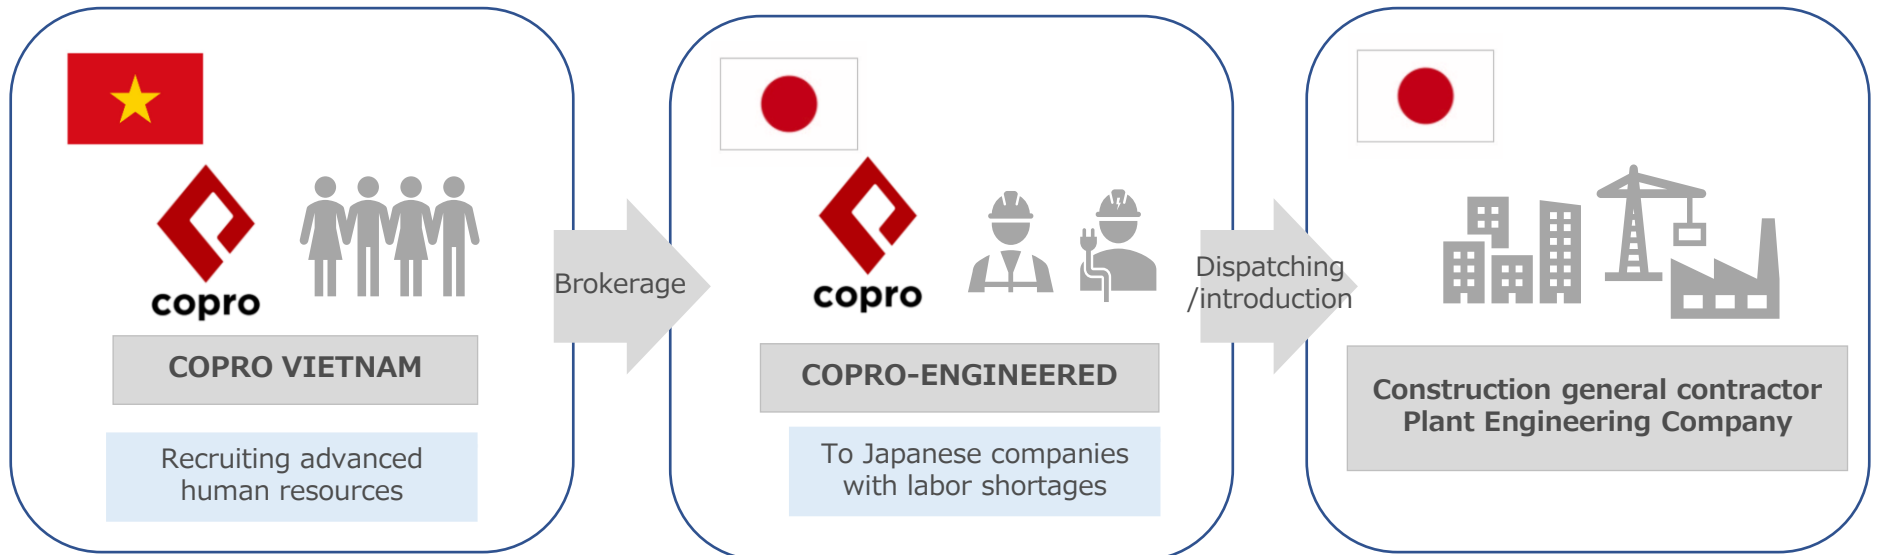 copro
COPRO VIETNAM
Recruiting advanced
human resources
Brokerage
copro
COPRO-ENGINEERED
To Japanese companies
with labor shortages
Dispatching
/introduction
Construction general contractor
Plant Engineering Company